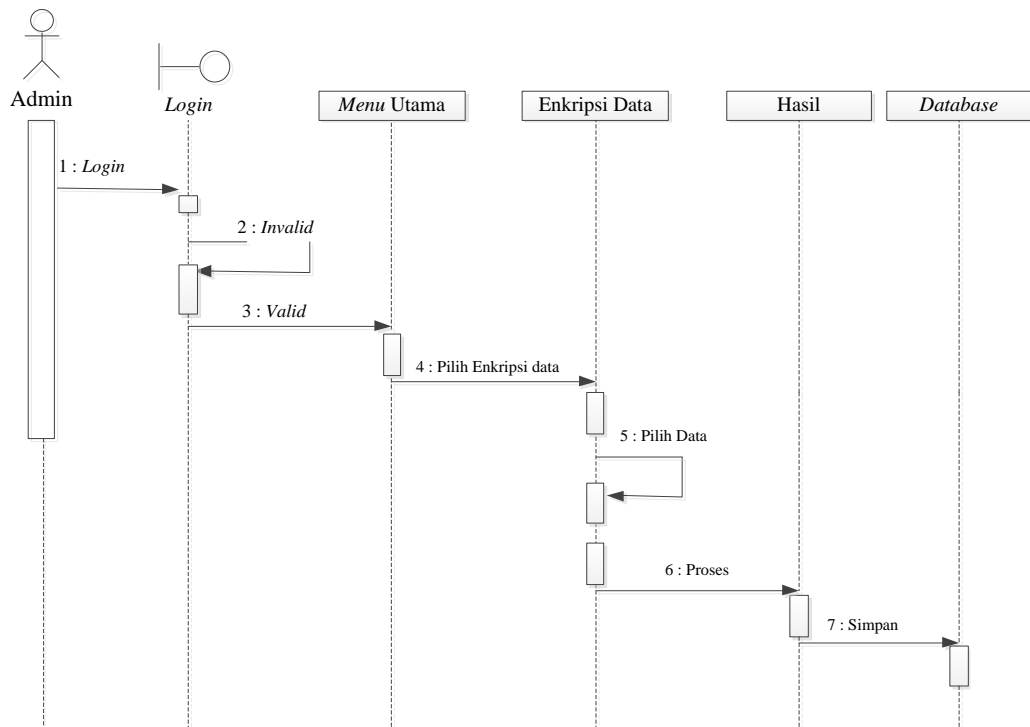 Admin
Login
Menu Utama
Enkripsi Data
Hasil
Database
1 : Login
2 : Invalid
3 : Valid
4 : Pilih Enkripsi data
5 : Pilih Data
6 : Proses
7 : Simpan